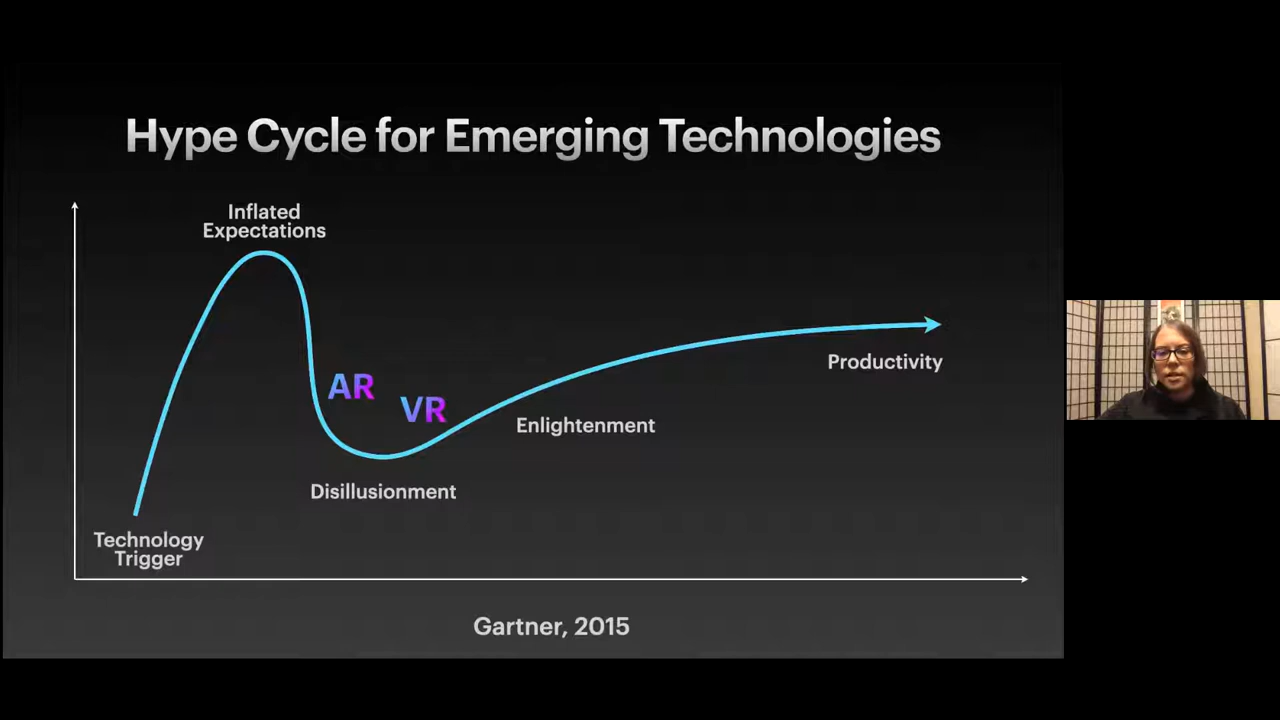 Hype Cycle for Emerging Technologies
Inflated
Expectations
AR
VR
Productivity
Enlightenment
Disillusionment
Technology
Trigger
Gartner, 2015